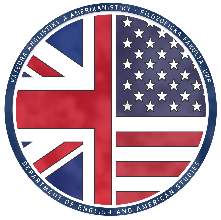 KATEDRA ANGLISTIKY A AMERIKANISTIKY - FILOZOFICKÁ FAKULTA
DEPARTMENT OF ENGLISH AND AMERICAN STUDIES